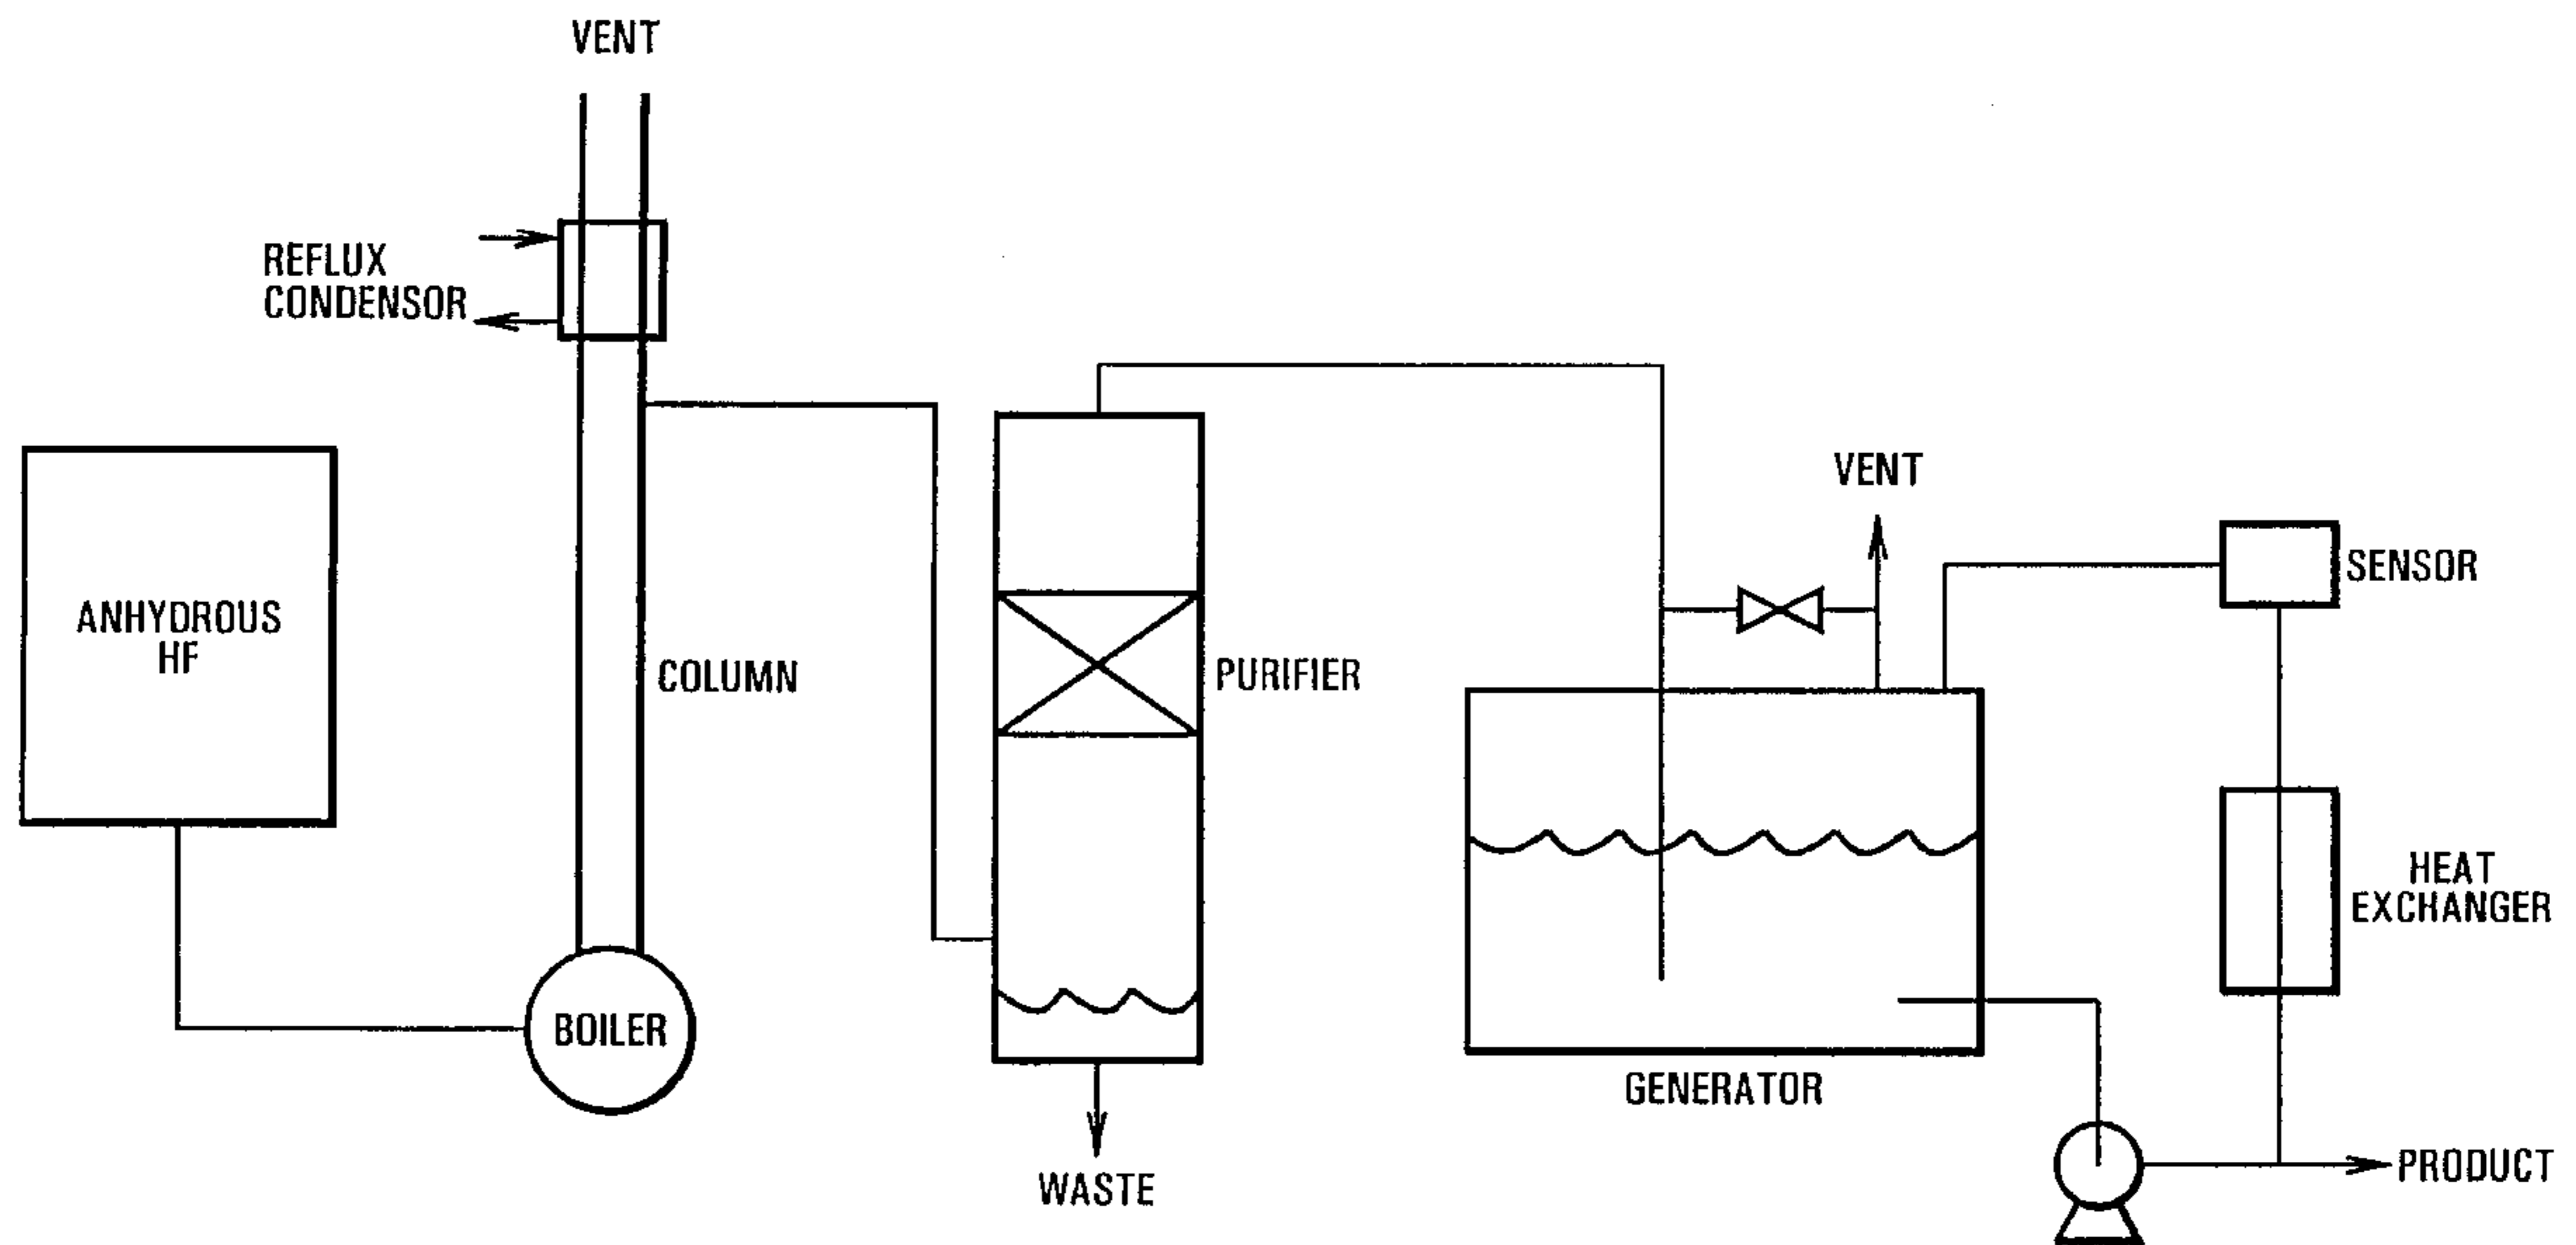 VENT
REFLUX
CONDENSOR
ANHYDROUS
HF
COLUMN
BOILER
PURIFIER
WASTE
VENT
SENSOR
HEAT
EXCHANGER
GENERATOR
PRODUCT